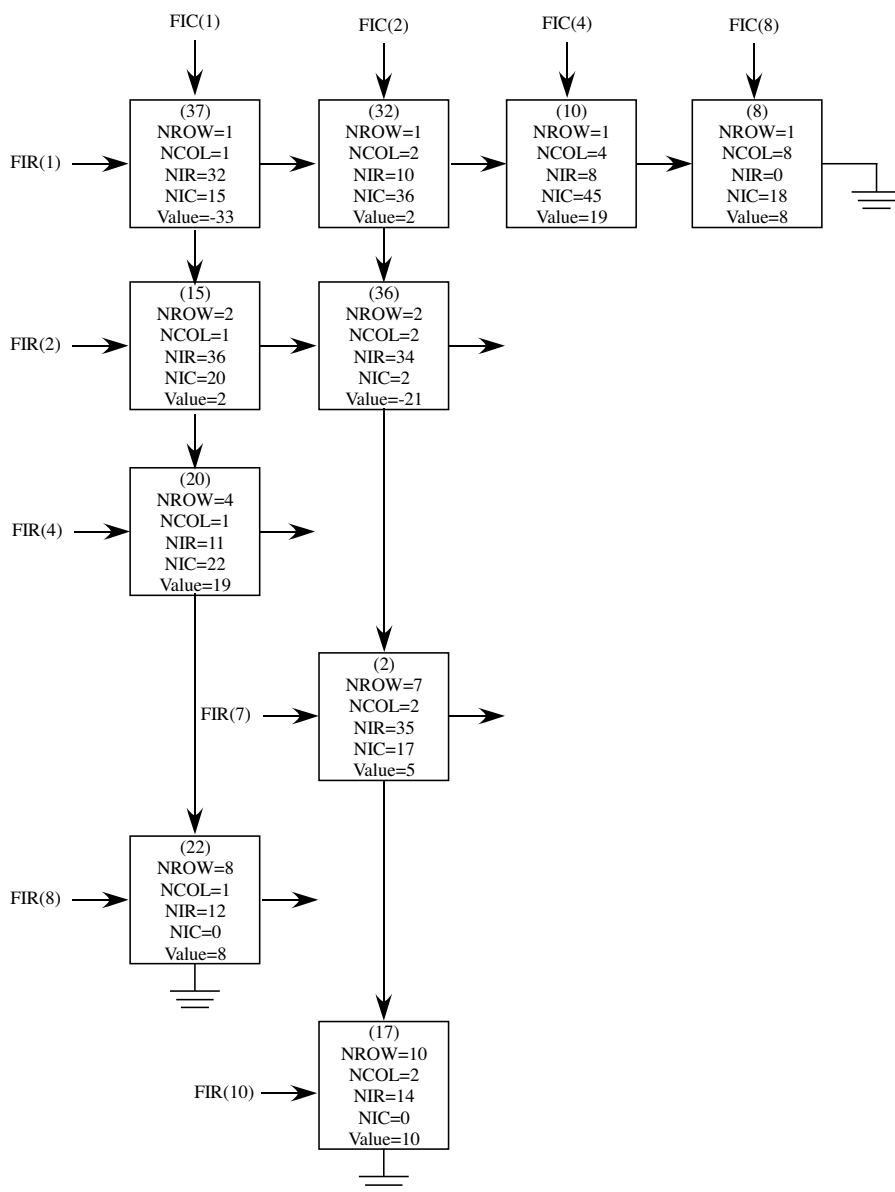 FIC(1)
FIC(2)
FIC(4)
FIC(8)
FIR(1)
(37)
NROW=1
NCOL=1
NIR=32
NIC=15
Value=-33
(32)
NROW=1
NCOL=2
NIR=10
NIC=36
Value=2
(10)
NROW=1
NCOL=4
NIR=8
NIC=45
Value=19
(8)
NROW=1
NCOL=8
NIR=0
NIC=18
Value=8
FIR(2)
(15)
NROW=2
NCOL=1
NIR=36
NIC=20
Value=2
(36)
NROW=2
NCOL=2
NIR=34
NIC=2
Value=-21
FIR(4)
(20)
NROW=4
NCOL=1
NIR=11
NIC=22
Value=19
FIR(7)
(2)
NROW=7
NCOL=2
NIR=35
NIC=17
Value=5
FIR(8)
(22)
NROW=8
NCOL=1
NIR=12
NIC=0
Value=8
FIR(10)
(17)
NROW=10
NCOL=2
NIR=14
NIC=0
Value=10